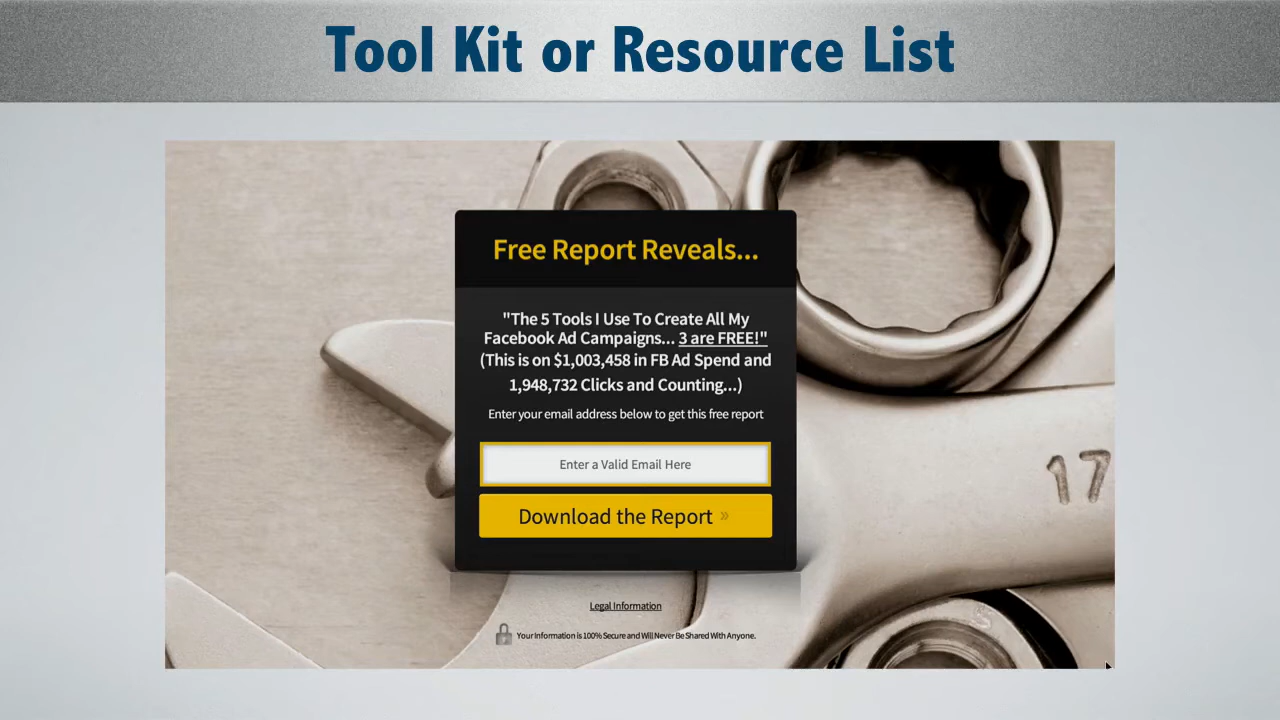 Tool Kit or Resource List
Free Report Reveals...
"The 5 Tools I Use To Create All My
Facebook Ad Campaigns... 3 are FREE!"
(This is on $1,003,458 in FB Ad Spend and
1,948,732 Clicks and Counting...)
Enter your email address below to get this free report
Enter a Valid Email Here
Download the Report »
17
Legal Information
Your Information is 100% Secure and Will Never Be Shared With Anyone.